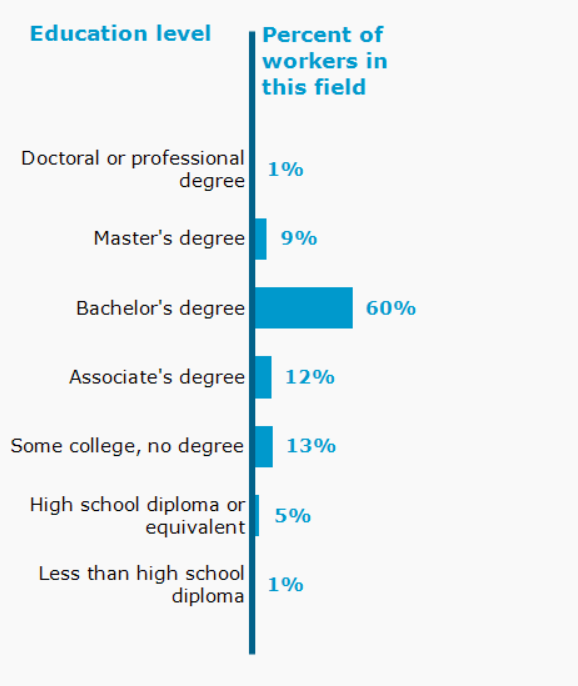 Education level
Percent of
workers in
this field
Doctoral or professional
degree
1%
Master's degree
9%
Bachelor's degree
60%
Associate's degree
12%
Some college, no degree
13%
High school diploma or
equivalent
5%
Less than high school
diploma
1%